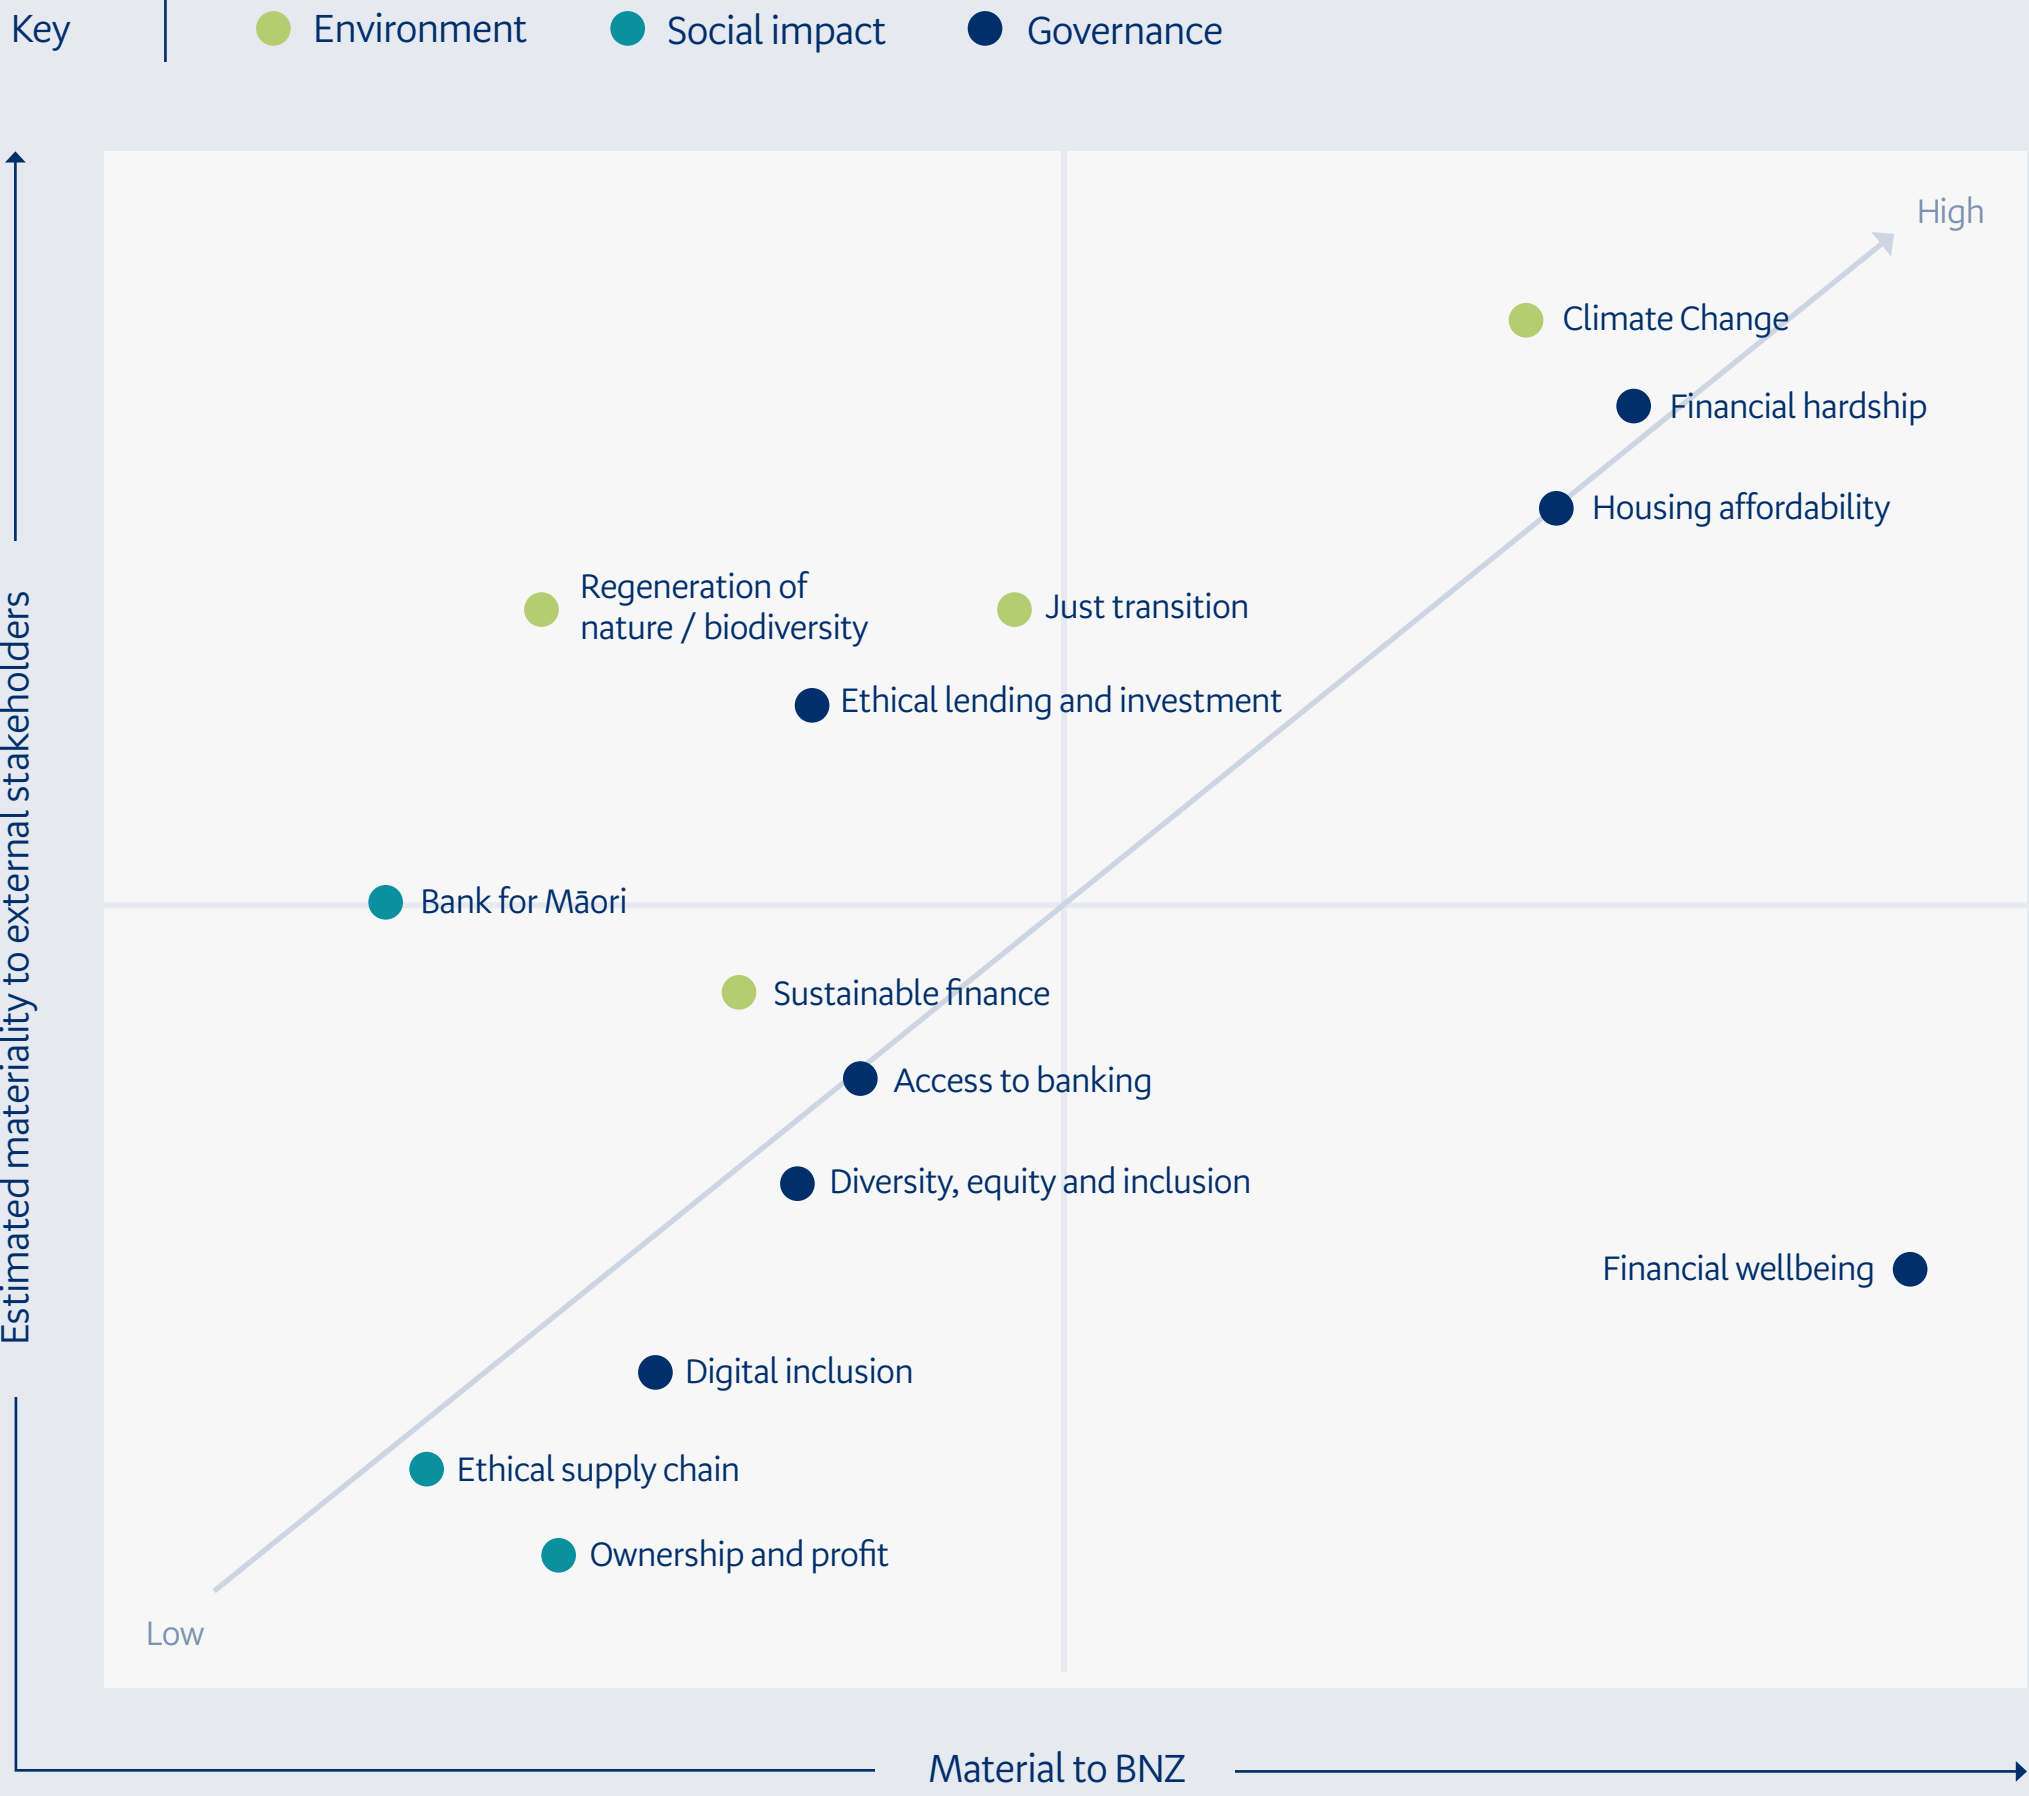 Key
Environment
Social impact
Governance
High
Climate Change
Financial hardship
Housing affordability
Regeneration of
nature / biodiversity
Just transition
Ethical lending and investment
Estimated materiality to external stakeholders
Bank for Māori
Sustainable finance
Access to banking
Diversity, equity and inclusion
Financial wellbeing
Digital inclusion
Ethical supply chain
Ownership and profit
Low
Material to BNZ